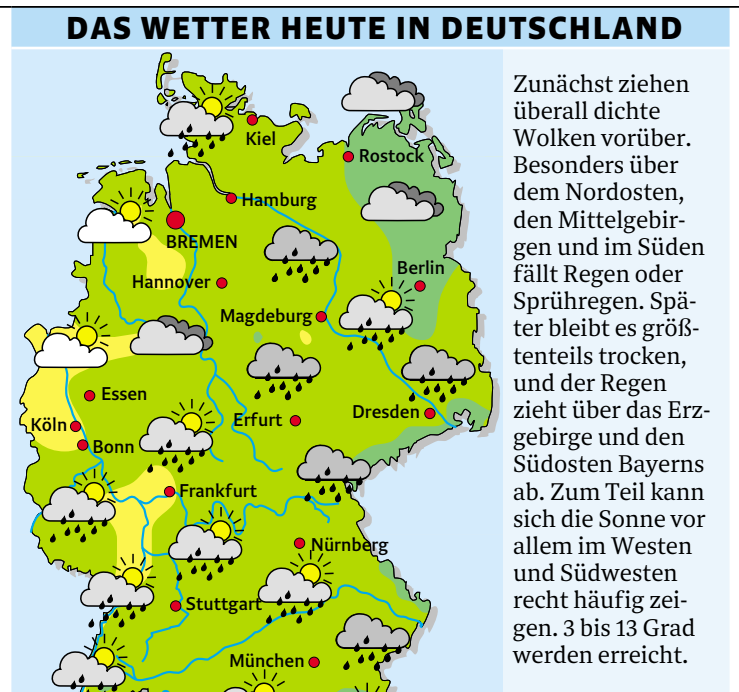 DAS WETTER HEUTE IN DEUTSCHLAND
Kiel
Rostock
Hamburg
BREMEN
Berlin
Hannover
Magdeburg
Essen
Köln
Erfurt
Dresden
Bonn
Frankfurt
Nürnberg
Stuttgart
München
Zunächst ziehen
überall dichte
Wolken vorüber.
Besonders über
dem Nordosten,
den Mittelgebir-
gen und im Süden
fällt Regen oder
Sprühregen. Spä-
ter bleibt es größ-
tenteils trocken,
und der Regen
zieht über das Erz-
gebirge und den
Südosten Bayerns
ab. Zum Teil kann
sich die Sonne vor
allem im Westen
und Südwesten
recht häufig zei-
gen. 3 bis 13 Grad
werden erreicht.